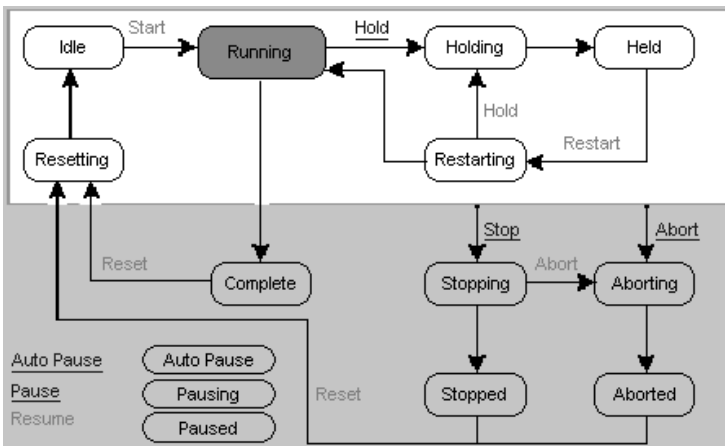 Start
Hold
Idle
Running
Holding
Held
Hold
Restart
Resetting
Restarting
Stop
Abort
Reset
Abort
Complete
Stopping
Aborting
Auto Pause
Auto Pause
Pause
Pausing
Reset
Stopped
Aborted
Resume
Paused